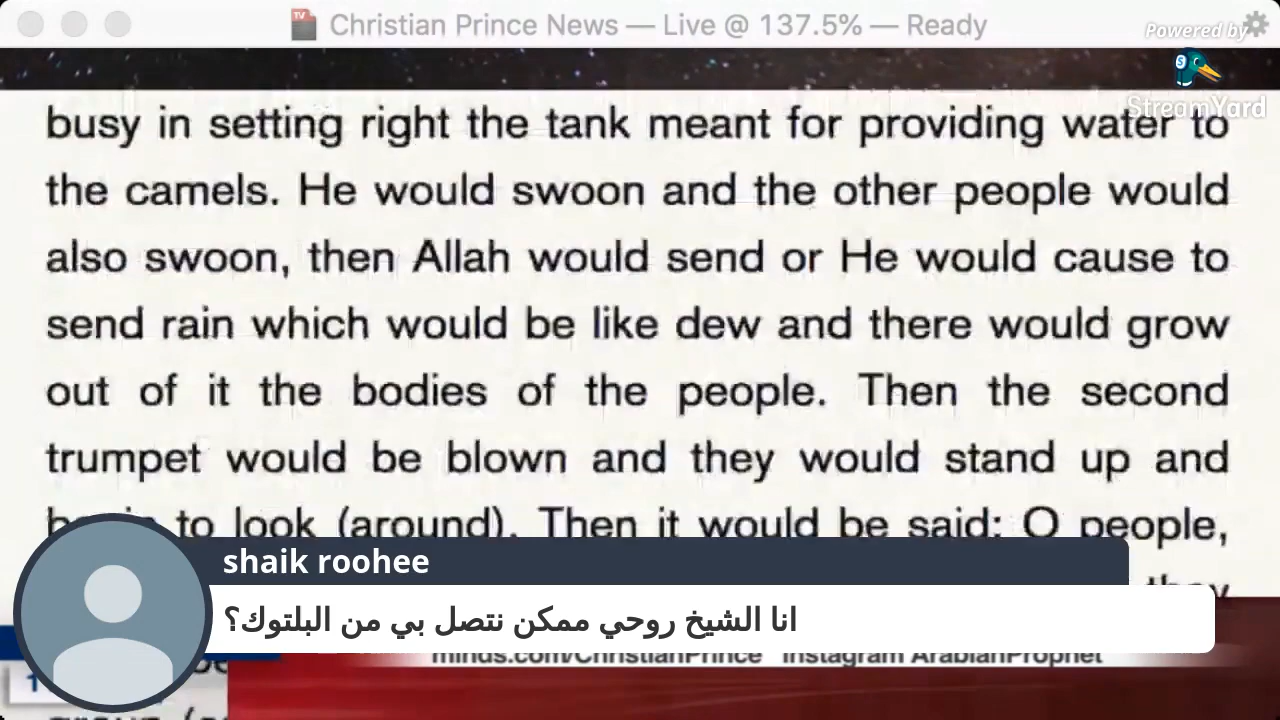 Christian Prince News — Live @ 137.5% — Ready
Powered by
StreamYard
busy in setting right the tank meant for providing water to
the camels. He would swoon and the other people would
also swoon, then Allah would send or He would cause to
send rain which would be like dew and there would grow
out of it the bodies of the people. Then the second
trumpet would be blown and they would stand up and
begin to look (around). Then it would be said: O people,
they
shaik roohee
انا الشيخ روحي ممكن نتصل بي من البلتوك؟
minds.com/ChristianPrince Instagram ArabianProphet